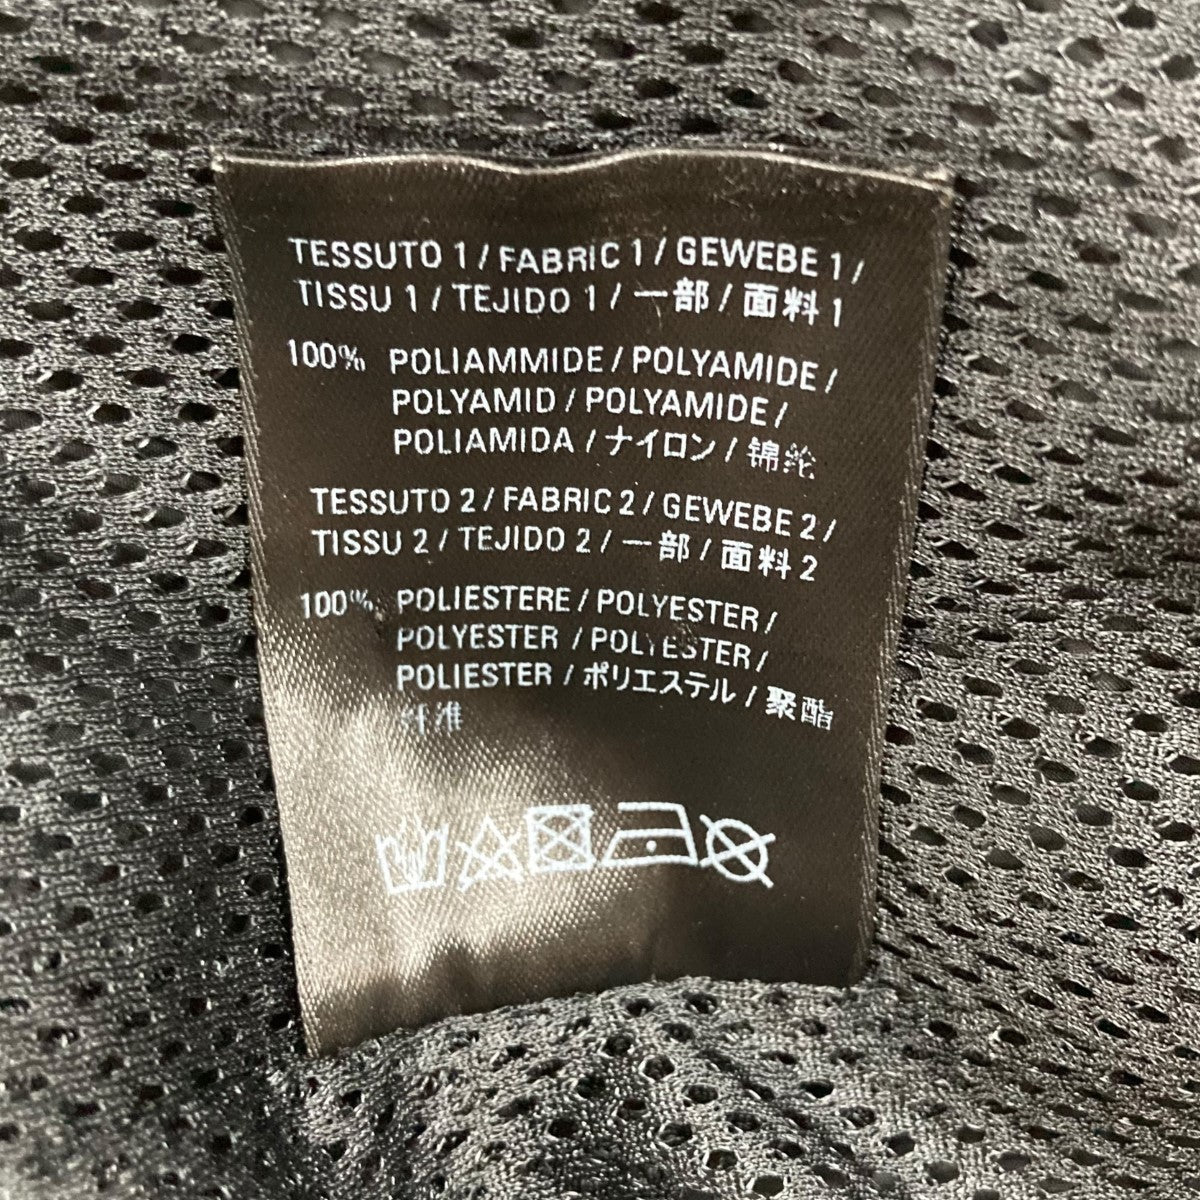 TESSUTO 1 / FABRIC 1 / GEWEBE 1 /
TISSU 1 / TEJIDO 1 / 一部 / 面料 1
100% POLIAMMIDE / POLYAMIDE /
POLYAMID / POLYAMIDE /
POLIAMIDA / ナイロン / 锦纶
TESSUTO 2 / FABRIC 2 / GEWEBE 2 /
TISSU 2 / TEJIDO 2 / 一部 / 面料 2
100% POLIESTERE / POLYESTER /
POLYESTER / POLYESTER /
POLIESTER / ポリエステル / 聚酯
纤维